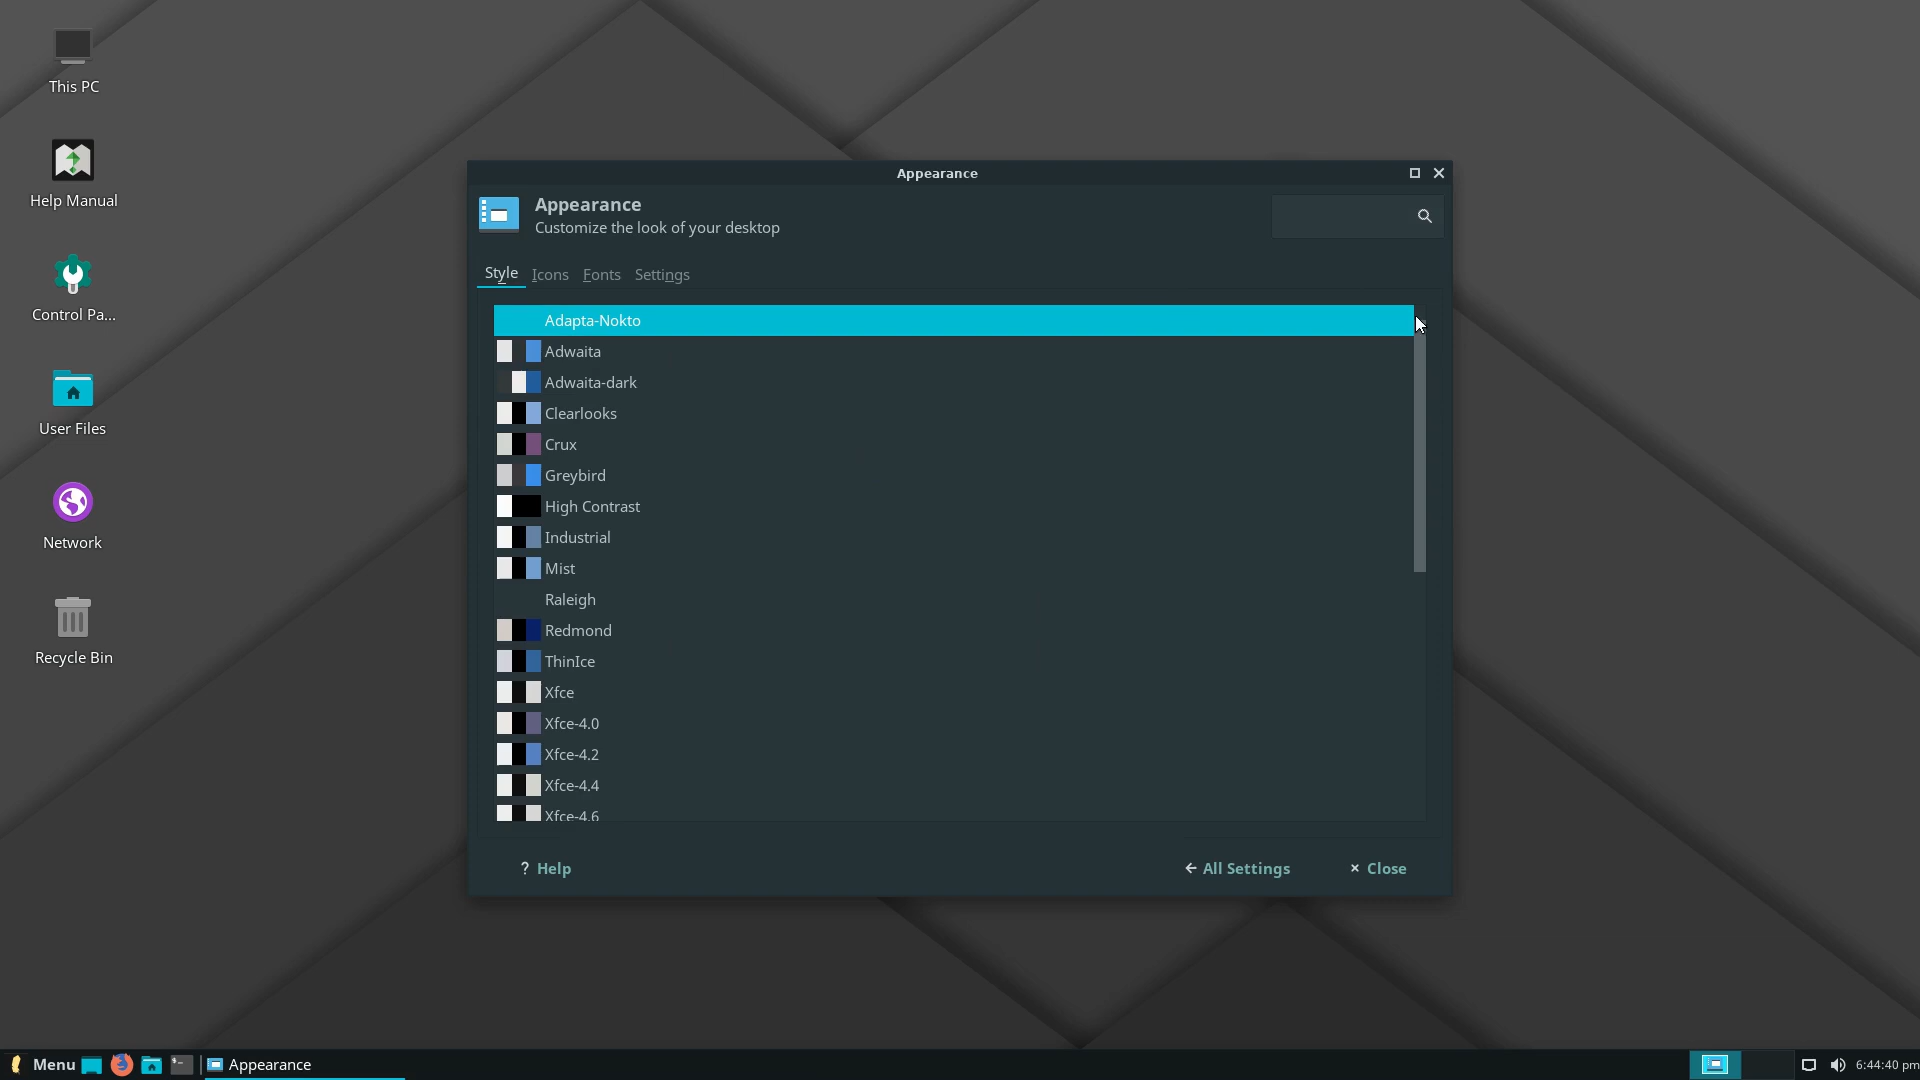 This PC
Help Manual
Control Pa...
User Files
Network
Recycle Bin
Appearance
Appearance
Customize the look of your desktop
Style Icons Fonts Settings
Adapta-Nokto
Adwaita
Adwaita-dark
Clearlooks
Crux
Greybird
High Contrast
Industrial
Mist
Raleigh
Redmond
ThinIce
Xfce
Xfce-4.0
Xfce-4.2
Xfce-4.4
Xfce-4.6
? Help
All Settings
Close
Menu
Appearance
6:44:40 pm